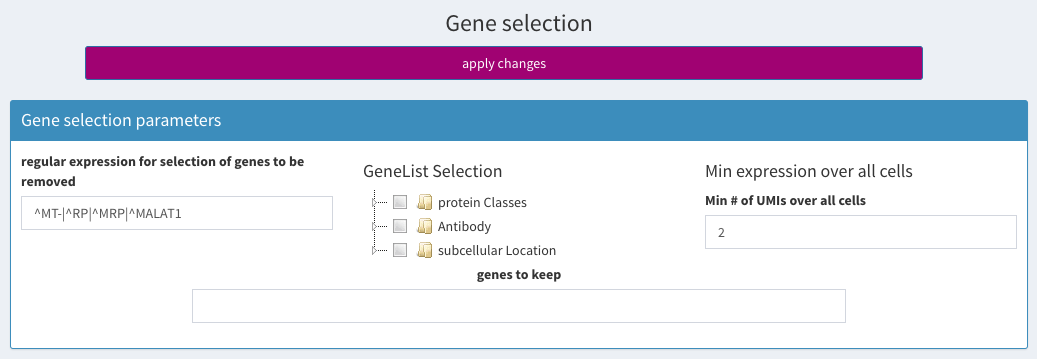 Gene selection
apply changes
Gene selection parameters
regular expression for selection of genes to be
removed
^MT-|^RP|^MRP|^MALAT1
GeneList Selection
protein Classes
Antibody
subcellular Location
Min expression over all cells
Min # of UMIs over all cells
2
genes to keep